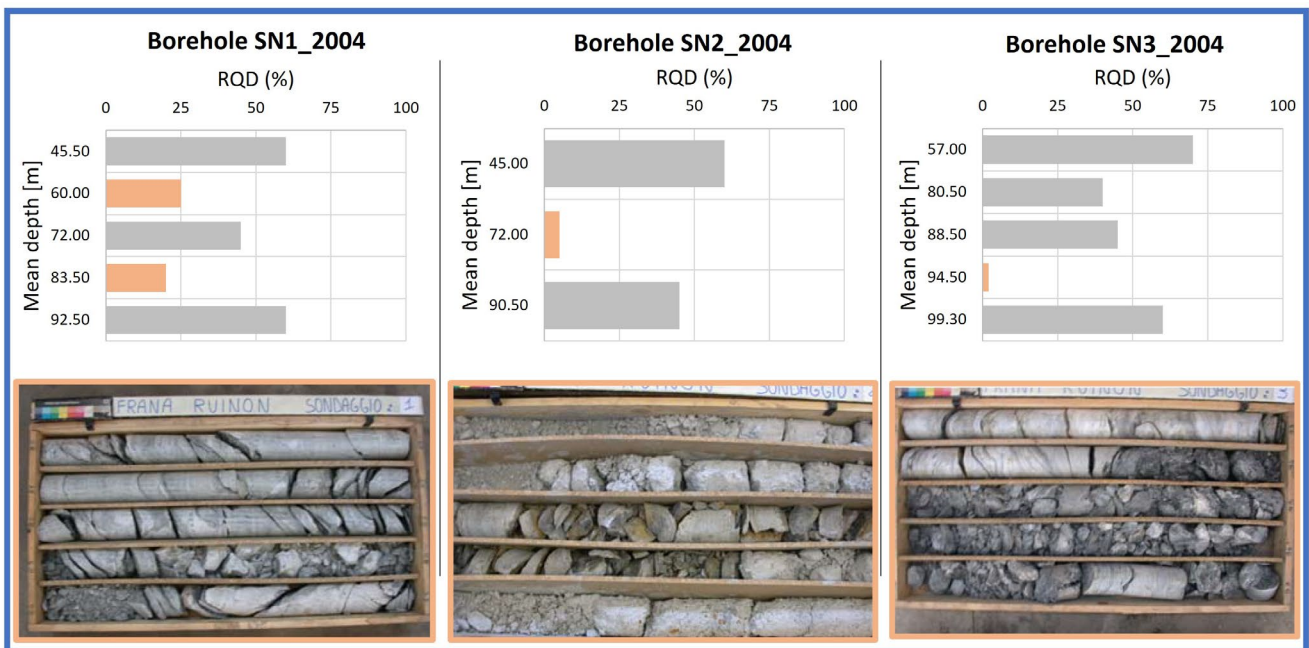 Borehole SN1_2004
RQD (%)
0 25 50 75 100
Mean depth [m]
45.50
60.00
72.00
83.50
92.50
FRANA RUINON SONDAGGIO: 1
Borehole SN2_2004
RQD (%)
0 25 50 75 100
Mean depth [m]
45.00
72.00
90.50
RUINON SONDAGGIO:
Borehole SN3_2004
RQD (%)
0 25 50 75 100
Mean depth [m]
57.00
80.50
88.50
94.50
99.30
FRANA RUINON SONDAGGIO: 3